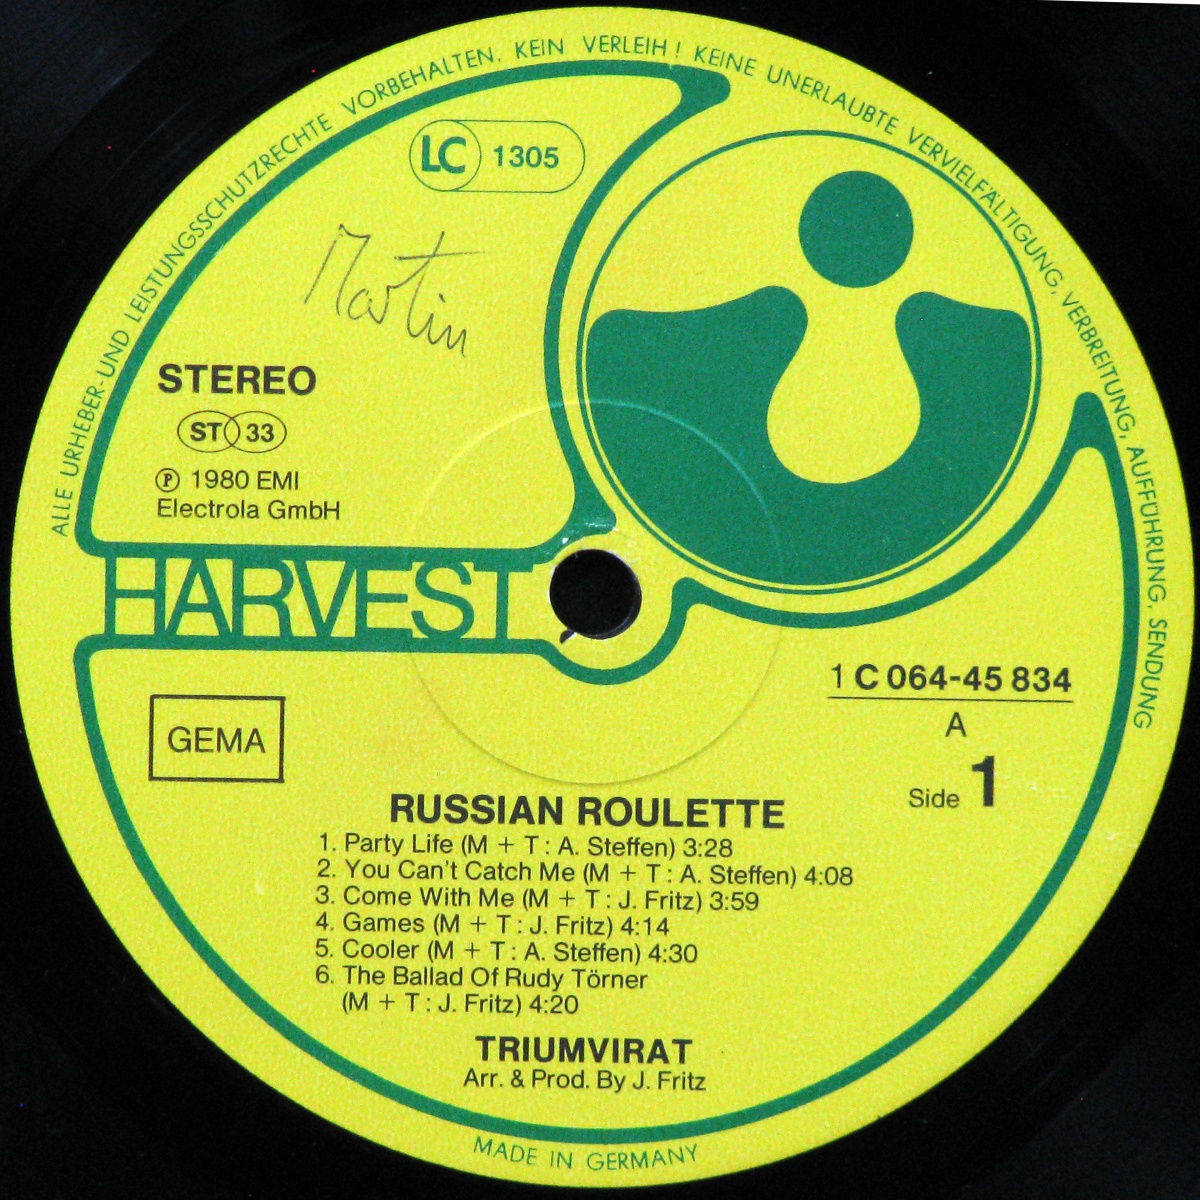 ALLE URHEBER- UND LEISTUNGSSCHUTZRECHTE VORBEHALTEN. KEIN VERLEIH! KEINE UNERLAUBTE VERVIELFÄLTIGUNG, VERBREITUNG, AUFFÜHRUNG, SENDUNG
LC 1305
Martin
STEREO
ST 33
Ⓟ 1980 EMI
Electrola GmbH
HARVEST
1 C 064-45 834
A
Side 1
GEMA
RUSSIAN ROULETTE
1. Party Life (M + T : A. Steffen) 3:28
2. You Can't Catch Me (M + T : A. Steffen) 4:08
3. Come With Me (M + T : J. Fritz) 3:59
4. Games (M + T : J. Fritz) 4:14
5. Cooler (M + T : A. Steffen) 4:30
6. The Ballad Of Rudy Törner
(M + T : J. Fritz) 4:20
TRIUMVIRAT
Arr. & Prod. By J. Fritz
MADE IN GERMANY